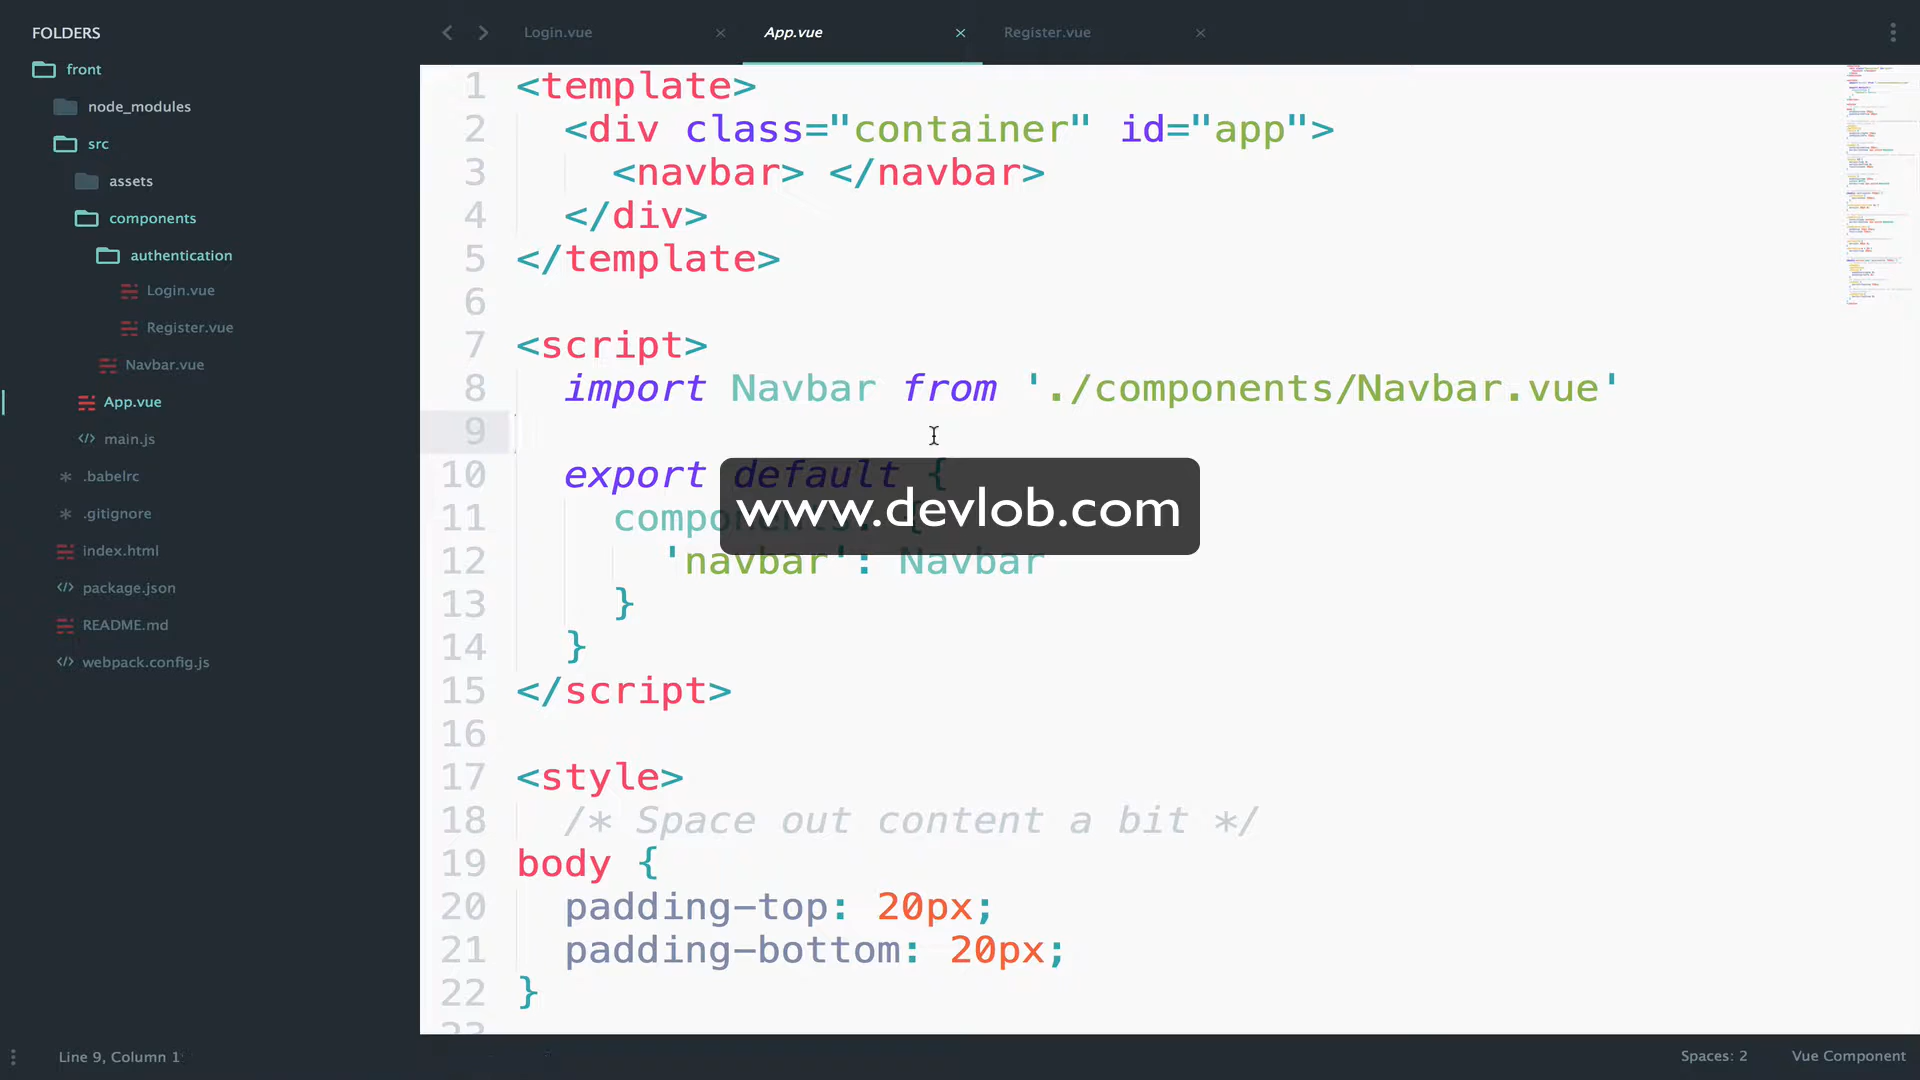 FOLDERS
front
node_modules
src
assets
components
authentication
Login.vue
Register.vue
Navbar.vue
App.vue
main.js
.babelrc
.gitignore
index.html
package.json
README.md
webpack.config.js
Login.vue
App.vue
Register.vue
1 <template>
2 <div class="container" id="app">
3 <navbar> </navbar>
4 </div>
5 </template>
6
7 <script>
8 import Navbar from './components/Navbar.vue'
9
10 export default {
11 components: {
12 'navbar': Navbar
13 }
14 }
15 </script>
16
17 <style>
18 /* Space out content a bit */
19 body {
20 padding-top: 20px;
21 padding-bottom: 20px;
22 }
23
www.devlob.com
Line 9, Column 1
Spaces: 2
Vue Component